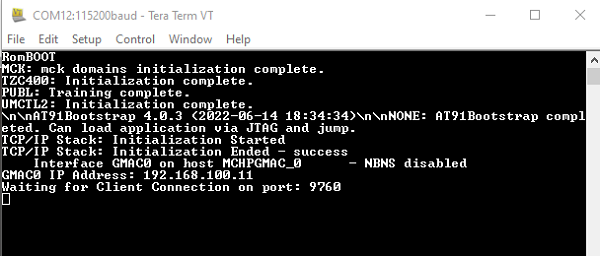 COM12:115200baud - Tera Term VT
File Edit Setup Control Window Help
RomBOOT
MCK: mck domains initialization complete.
TZC400: Initialization complete.
PUBL: Training complete.
UMCTL2: Initialization complete.
\n\nAT91Bootstrap 4.0.3 (2022-06-14 18:34:34)\n\nNONE: AT91Bootstrap compl
eted. Can load application via JTAG and jump.
TCP/IP Stack: Initialization Started
TCP/IP Stack: Initialization Ended - success
    Interface GMAC0 on host MCHPGMAC_0      - NBNS disabled
GMAC0 IP Address: 192.168.100.11
Waiting for Client Connection on port: 9760